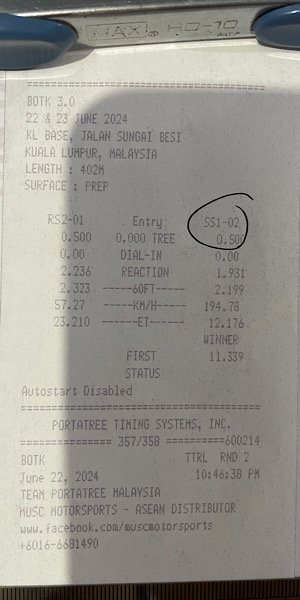 MAX
==================================
BOTK 3.0
22 & 23 JUNE 2024
KL BASE, JALAN SUNGAI BESI
KUALA LUMPUR, MALAYSIA
LENGTH : 402M
SURFACE : PREP
RS2-01 Entry SS1-02
0.500 0.000 TREE 0.500
0.00 DIAL-IN 0.00
2.236 REACTION 1.931
2.323 -----60FT----- 2.199
57.27 -----KM/H----- 194.78
23.210 ------ET------ 12.176
WINNER
FIRST 11.339
STATUS
Autostart Disabled
==================================
PORTATREE TIMING SYSTEMS, INC.
============= 357/358 ==========600214
BOTK TTRL RND 2
June 22, 2024 10:46:38 PM
TEAM PORTATREE MALAYSIA
MUSC MOTORSPORTS - ASEAN DISTRIBUTOR
www.facebook.com/muscmotorsports
+6016-6681490